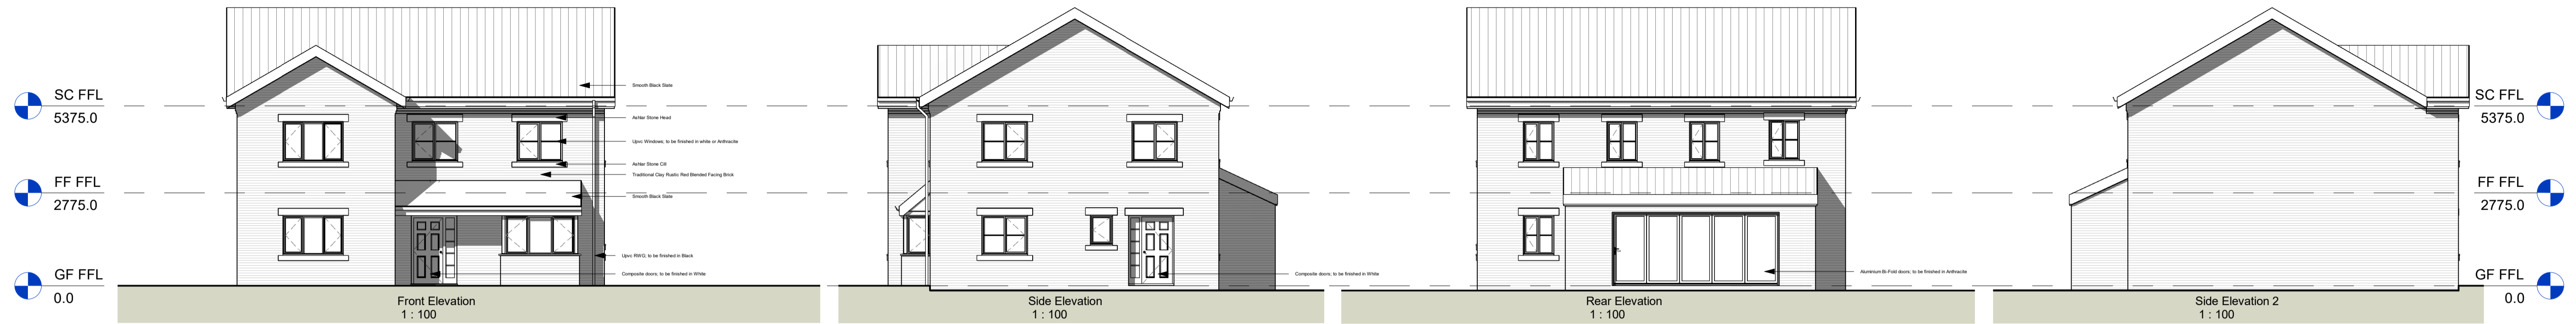 SC FFL
5375.0
FF FFL
2775.0
GF FFL
0.0
Smooth Black Slate
Ashlar Stone Head
Upvc Windows; to be finished in white or Anthracite
Ashlar Stone Cill
Traditional Clay Rustic Red Blended Facing Brick
Smooth Black Slate
Upvc RWG; to be finished in Black
Composite doors; to be finished in White
Front Elevation
1 : 100
Composite doors; to be finished in White
Side Elevation
1 : 100
Aluminium Bi-Fold doors; to be finished in Anthracite
Rear Elevation
1 : 100
Side Elevation 2
1 : 100
SC FFL
5375.0
FF FFL
2775.0
GF FFL
0.0